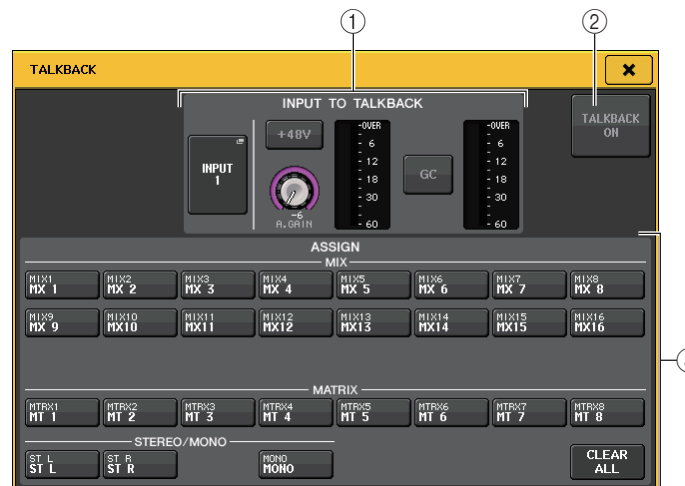 ① ②
TALKBACK ×
INPUT TO TALKBACK
TALKBACK ON
INPUT 1
+48V
-6
A.GAIN
-OVER
6
12
18
30
60
GC
-OVER
6
12
18
30
60
ASSIGN
MIX
MIX1 MIX2 MIX3 MIX4 MIX5 MIX6 MIX7 MIX8
MX 1 MX 2 MX 3 MX 4 MX 5 MX 6 MX 7 MX 8
MIX9 MIX10 MIX11 MIX12 MIX13 MIX14 MIX15 MIX16
MX 9 MX10 MX11 MX12 MX13 MX14 MX15 MX16
MATRIX
MTRX1 MTRX2 MTRX3 MTRX4 MTRX5 MTRX6 MTRX7 MTRX8
MT 1 MT 2 MT 3 MT 4 MT 5 MT 6 MT 7 MT 8
STEREO/MONO
ST L ST R MONO
ST L ST R MONO
CLEAR ALL